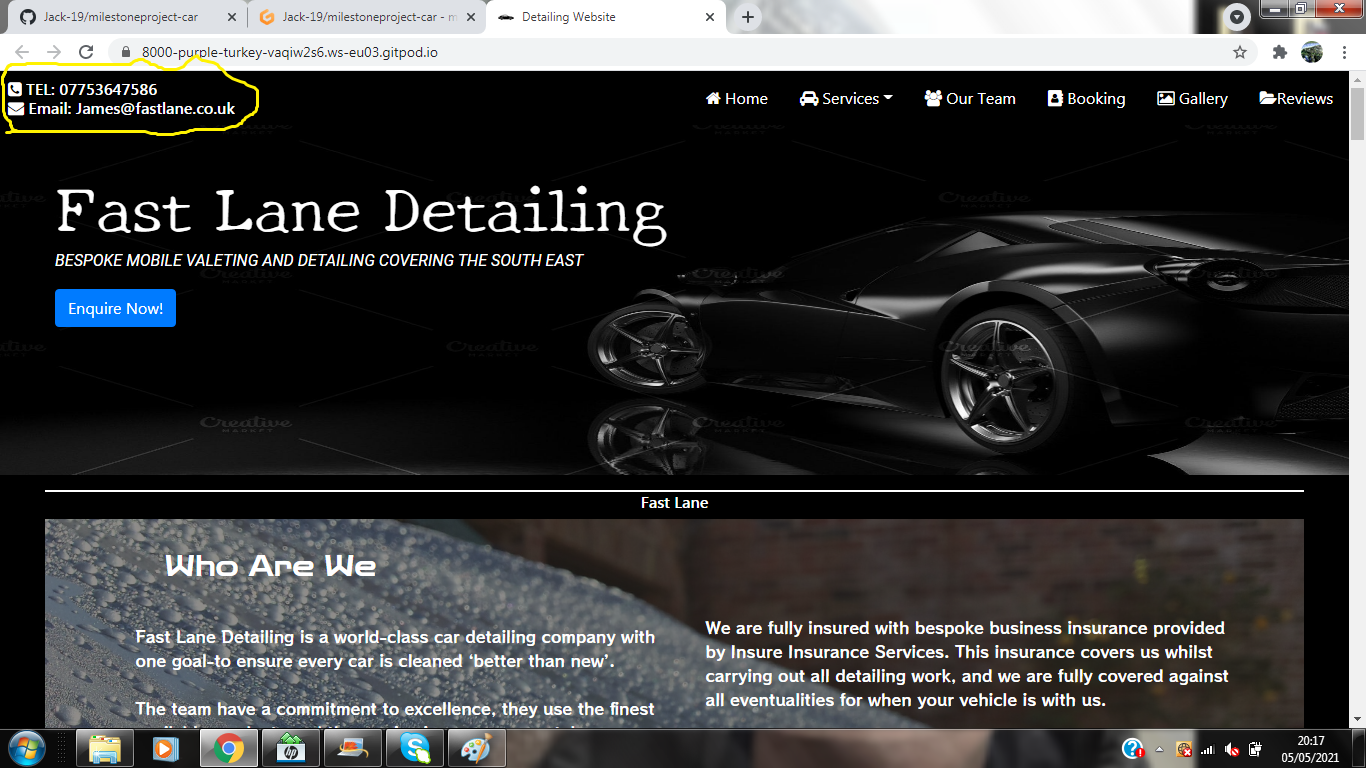 Jack-19/milestoneproject-car
Jack-19/milestoneproject-car - m
Detailing Website
8000-purple-turkey-vaqiw2s6.ws-eu03.gitpod.io
TEL: 07753647586
Email: James@fastlane.co.uk
Home
Services
Our Team
Booking
Gallery
Reviews
Fast Lane Detailing
BESPOKE MOBILE VALETING AND DETAILING COVERING THE SOUTH EAST
Enquire Now!
Creative
MARKET
Fast Lane
Who Are We
Fast Lane Detailing is a world-class car detailing company with
one goal-to ensure every car is cleaned ‘better than new’.
The team have a commitment to excellence, they use the finest
We are fully insured with bespoke business insurance provided
by Insure Insurance Services. This insurance covers us whilst
carrying out all detailing work, and we are fully covered against
all eventualities for when your vehicle is with us.
20:17
05/05/2021